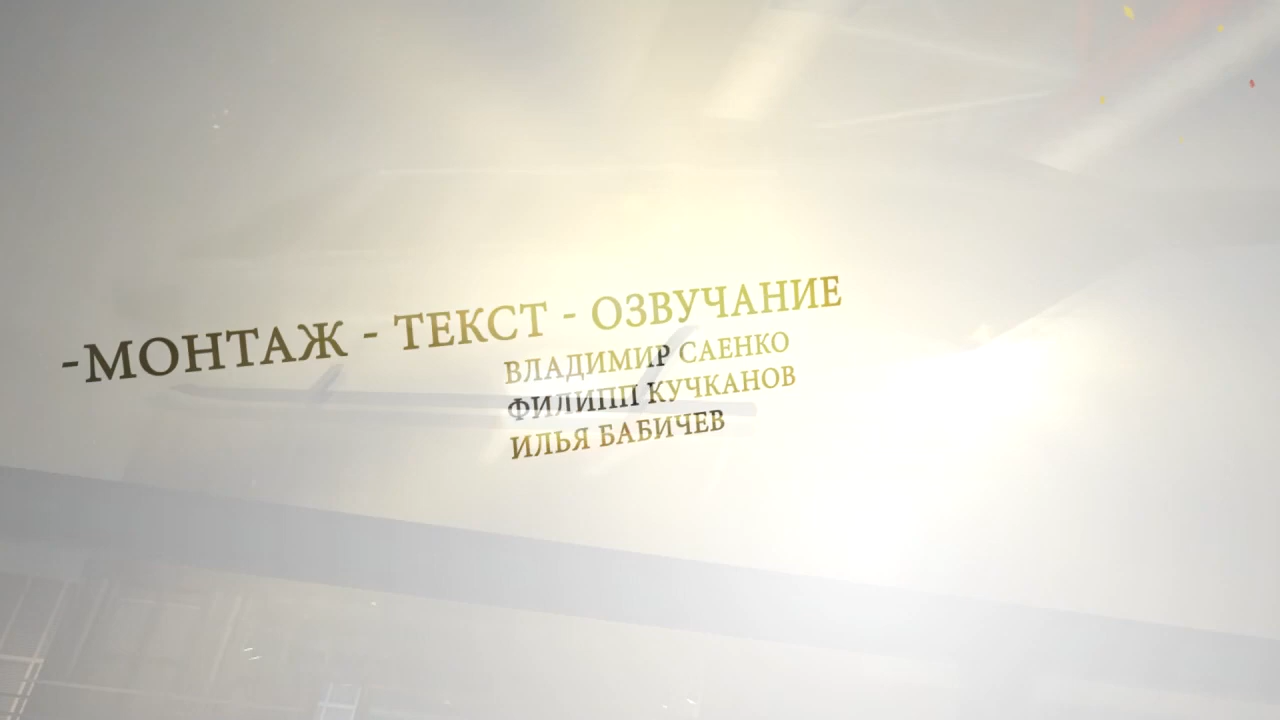 -МОНТАЖ - ТЕКСТ - ОЗВУЧАНИЕ
ВЛАДИМИР САЕНКО
ФИЛИПП КУЧКАНОВ
ИЛЬЯ БАБИЧЕВ